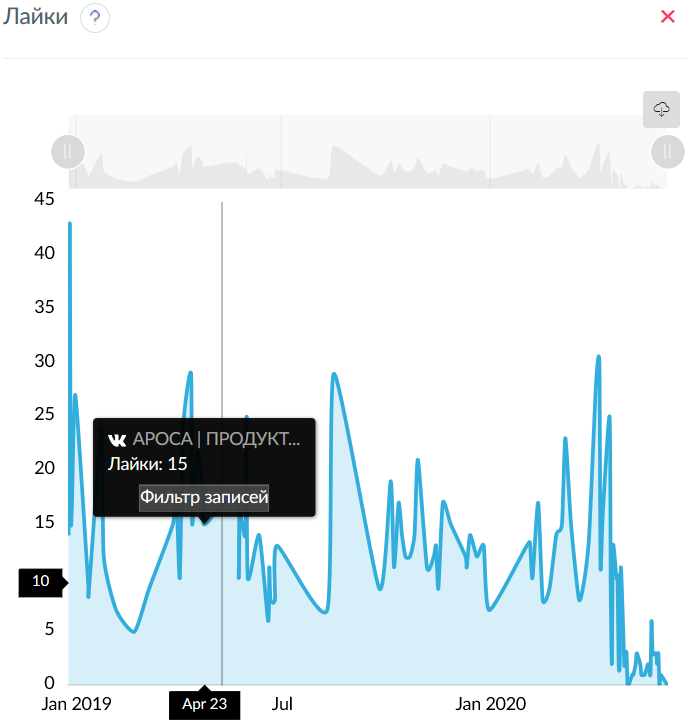 Лайки ?
45
40
35
30
25
20
15
10
5
0
АРОСА | ПРОДУКТ...
Лайки: 15
Фильтр записей
Jan 2019
Apr 23
Jul
Jan 2020